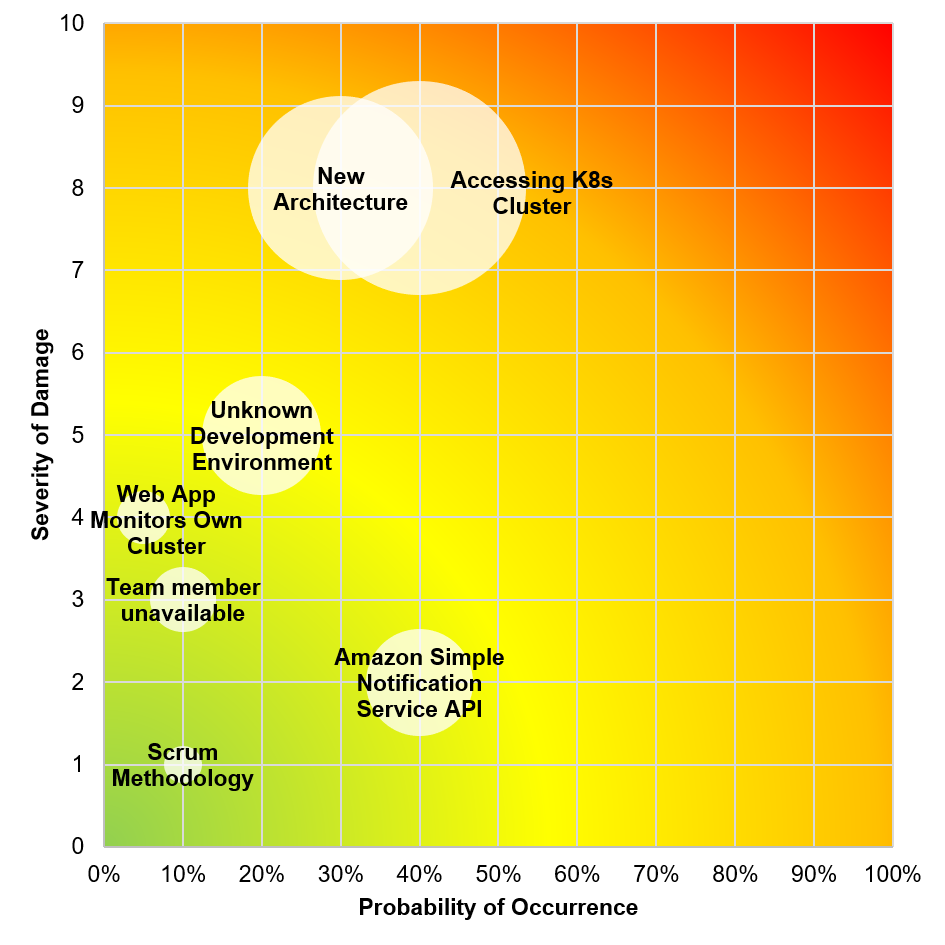 10
9
8
7
6
5
4
3
2
1
0
Severity of Damage
New
Architecture
Accessing K8s
Cluster
Unknown
Development
Environment
Web App
Monitors Own
Cluster
Team member
unavailable
Amazon Simple
Notification
Service API
Scrum
Methodology
0% 10% 20% 30% 40% 50% 60% 70% 80% 90% 100%
Probability of Occurrence